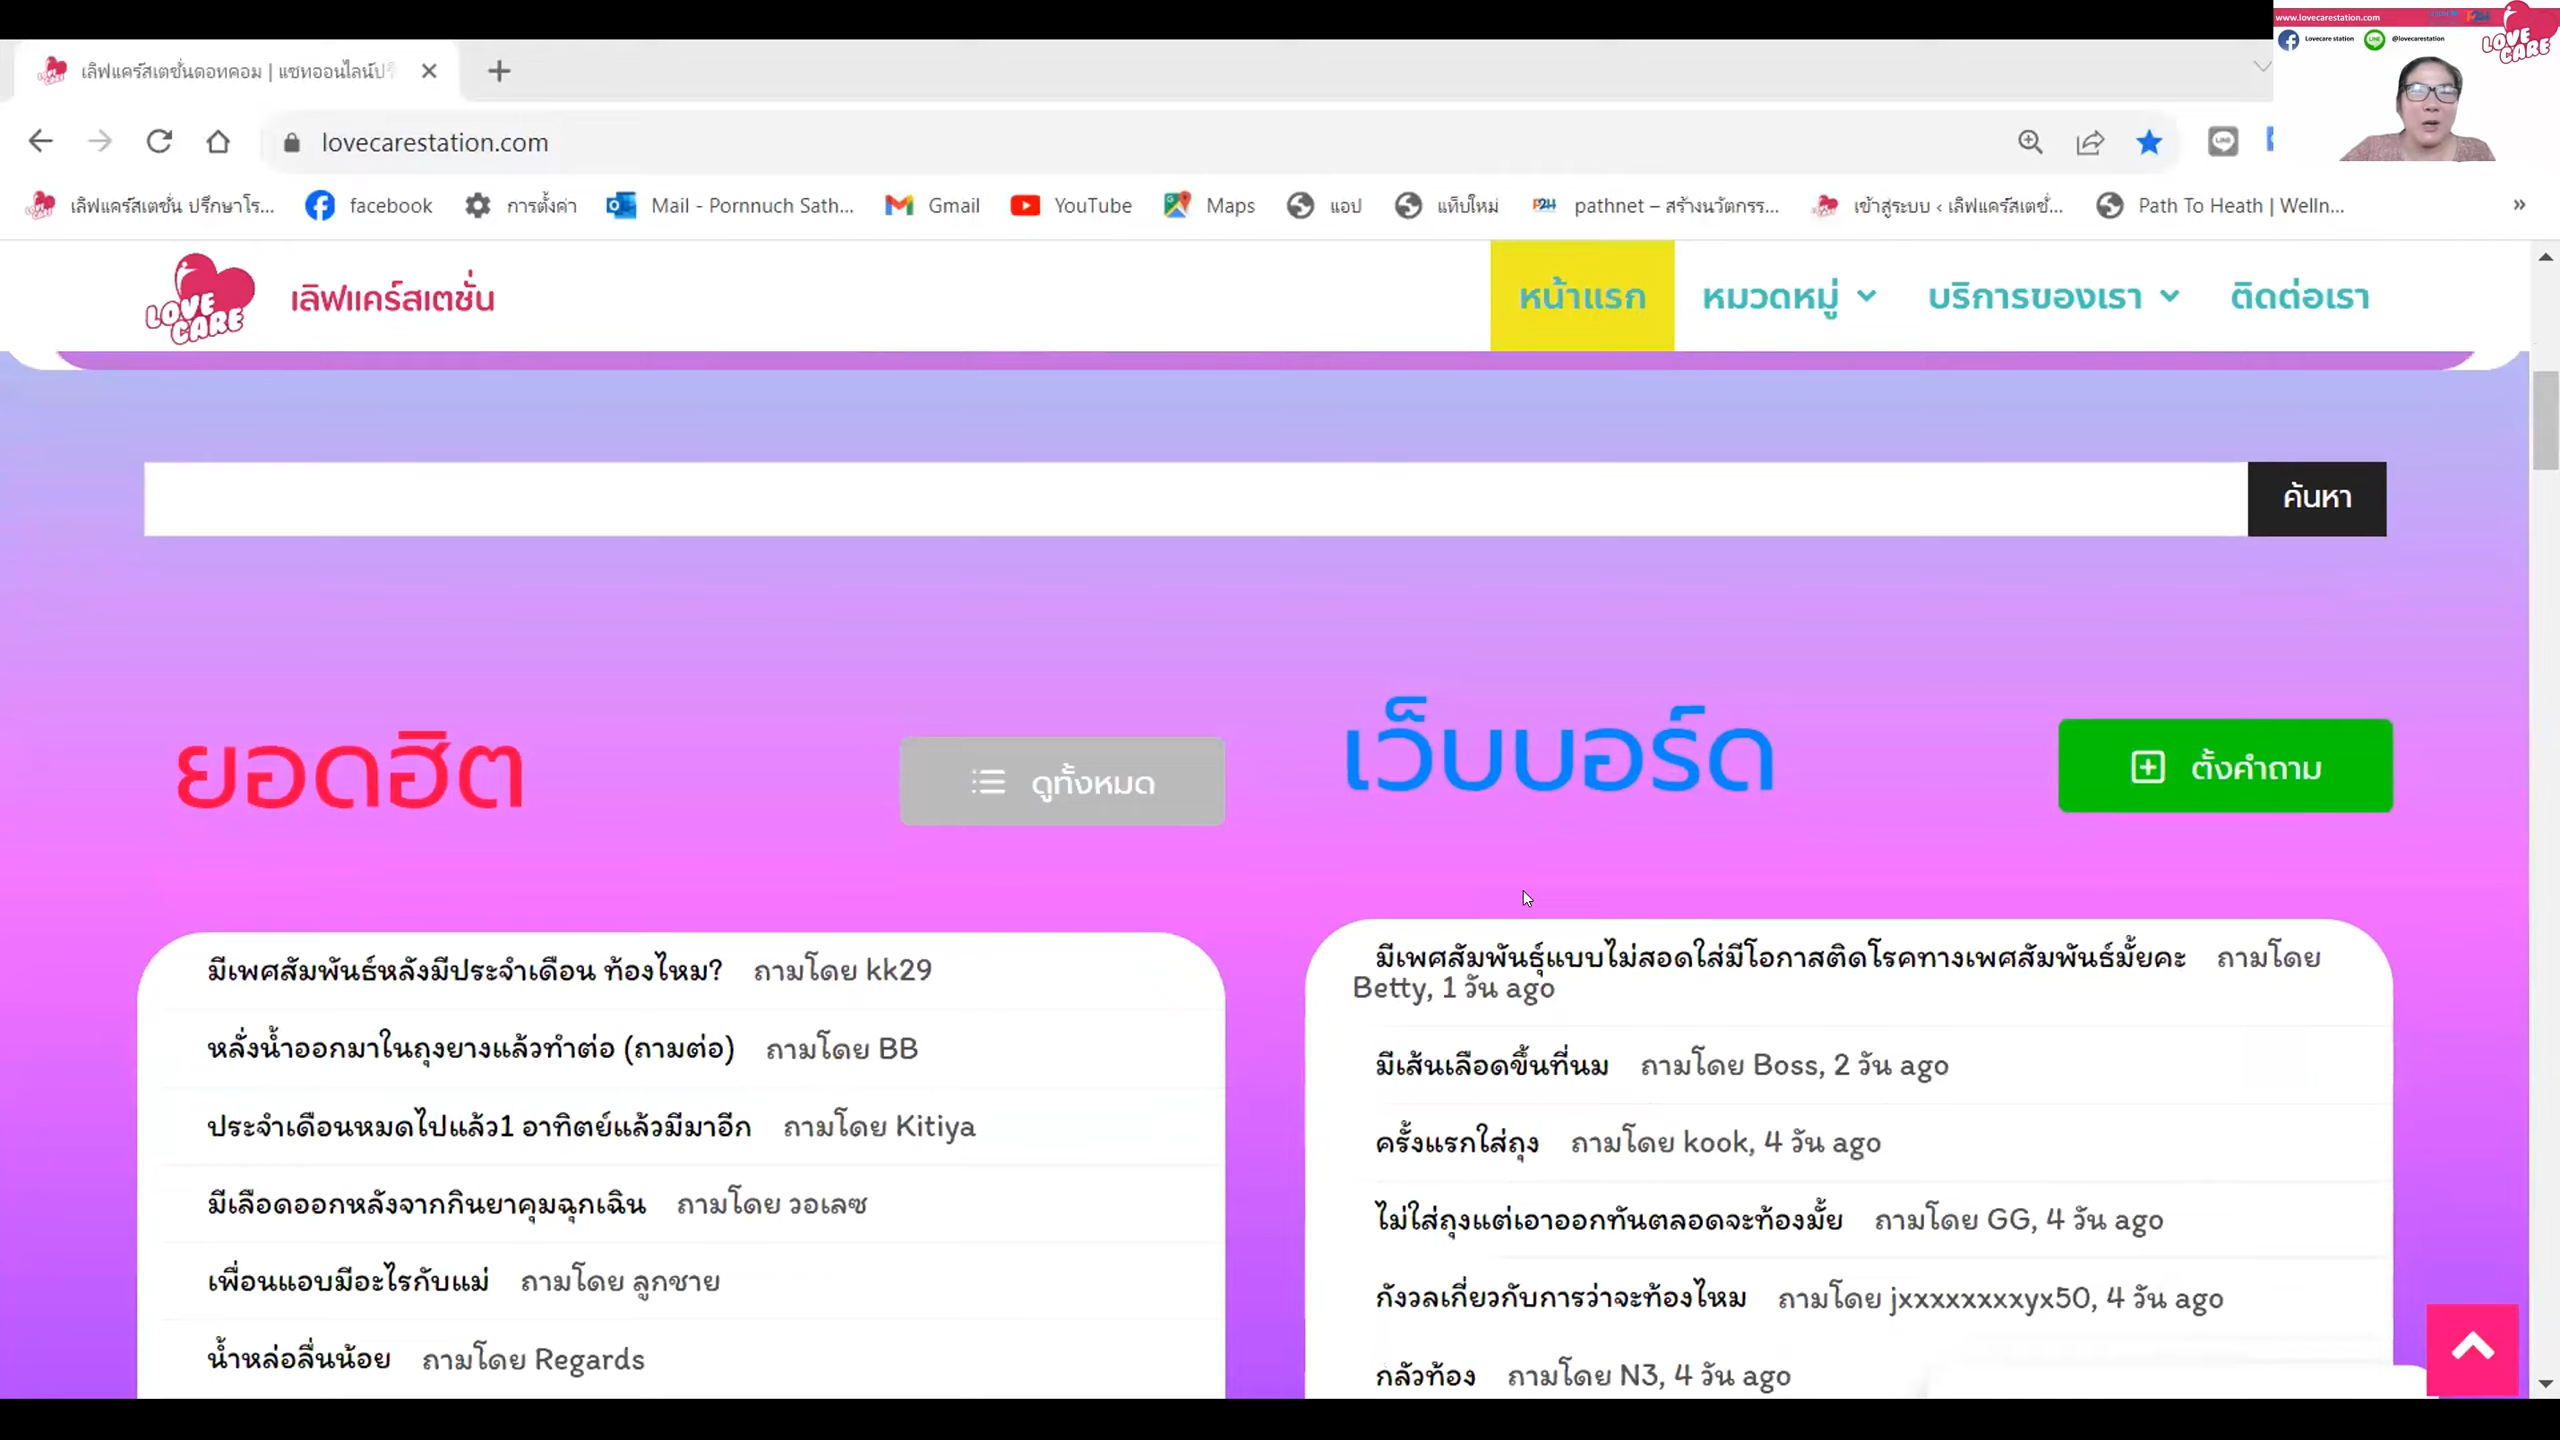 www.lovecarestation.com
Lovecare station @lovecarestation
LOVE CARE
เลิฟแคร์สเตชั่นดอทคอม | แชทออนไลน์ปรึ
lovecarestation.com
เลิฟแคร์สเตชั่น ปรึกษาโร... facebook การตั้งค่า Mail - Pornnuch Sath... Gmail YouTube Maps แอป แท็บใหม่ P2H pathnet – สร้างนวัตกรร... เข้าสู่ระบบ ‹ เลิฟแคร์สเตชั่... Path To Heath | Welln... »
LOVE CARE เลิฟแคร์สเตชั่น หน้าแรก หมวดหมู่ บริการของเรา ติดต่อเรา
ค้นหา
ยอดฮิต ดูทั้งหมด
มีเพศสัมพันธ์หลังมีประจำเดือน ท้องไหม? ถามโดย kk29
หลั่งน้ำออกมาในถุงยางแล้วทำต่อ (ถามต่อ) ถามโดย BB
ประจำเดือนหมดไปแล้ว1 อาทิตย์แล้วมีมาอีก ถามโดย Kitiya
มีเลือดออกหลังจากกินยาคุมฉุกเฉิน ถามโดย วอเลซ
เพื่อนแอบมีอะไรกับแม่ ถามโดย ลูกชาย
น้ำหล่อลื่นน้อย ถามโดย Regards
เว็บบอร์ด ตั้งคำถาม
มีเพศสัมพันธุ์แบบไม่สอดใส่มีโอกาสติดโรคทางเพศสัมพันธ์มั้ยคะ ถามโดย
Betty, 1 วัน ago
มีเส้นเลือดขึ้นที่นม ถามโดย Boss, 2 วัน ago
ครั้งแรกใส่ถุง ถามโดย kook, 4 วัน ago
ไม่ใส่ถุงแต่เอาออกทันตลอดจะท้องมั้ย ถามโดย GG, 4 วัน ago
กังวลเกี่ยวกับการว่าจะท้องไหม ถามโดย jxxxxxxxxyx50, 4 วัน ago
กลัวท้อง ถามโดย N3, 4 วัน ago